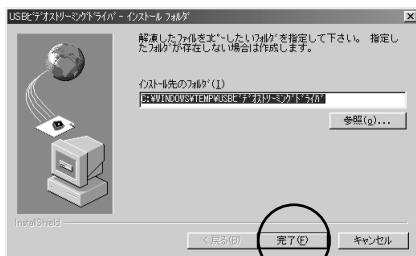 USBﾋﾞﾃﾞｵｽﾄﾘｰﾐﾝｸﾞﾄﾞﾗｲﾊﾞ - ｲﾝｽﾄｰﾙ ﾌｫﾙﾀﾞ
解凍したﾌｧｲﾙをｺﾋﾟｰしたいﾌｫﾙﾀﾞを指定して下さい。 指定し
たﾌｫﾙﾀﾞが存在しない場合は作成します。
ｲﾝｽﾄｰﾙ先のﾌｫﾙﾀﾞ(I)
C:¥WINDOWS¥TEMP¥USBﾋﾞﾃﾞｵｽﾄﾘｰﾐﾝｸﾞﾄﾞﾗｲﾊﾞ
参照(o)...
InstallShield
< 戻る(B)
完了(F)
キャンセル